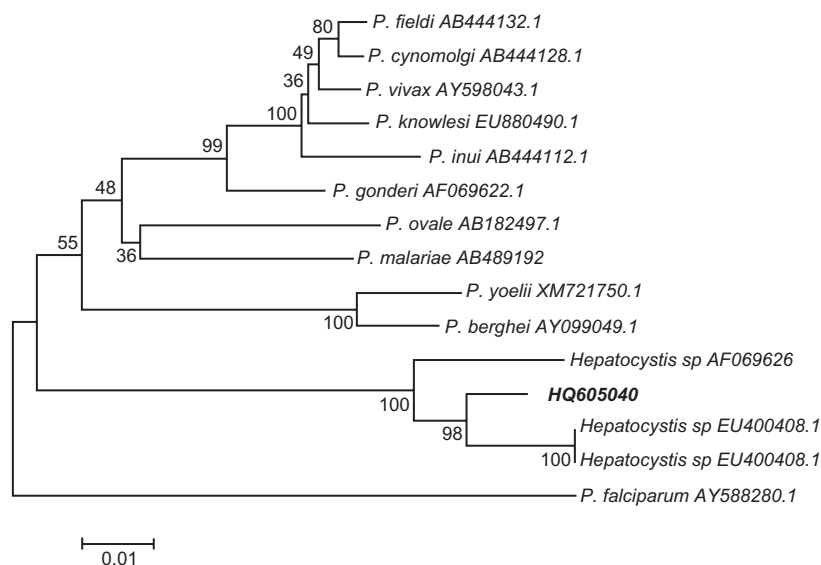 80
P. fieldi AB444132.1
49
P. cynomolgi AB444128.1
36
P. vivax AY598043.1
100
P. knowlesi EU880490.1
99
P. inui AB444112.1
48
P. gonderi AF069622.1
P. ovale AB182497.1
55
36
P. malariae AB489192
P. yoelii XM721750.1
100
P. berghei AY099049.1
Hepatocystis sp AF069626
100
HQ605040
98
Hepatocystis sp EU400408.1
100
Hepatocystis sp EU400408.1
P. falciparum AY588280.1
0.01